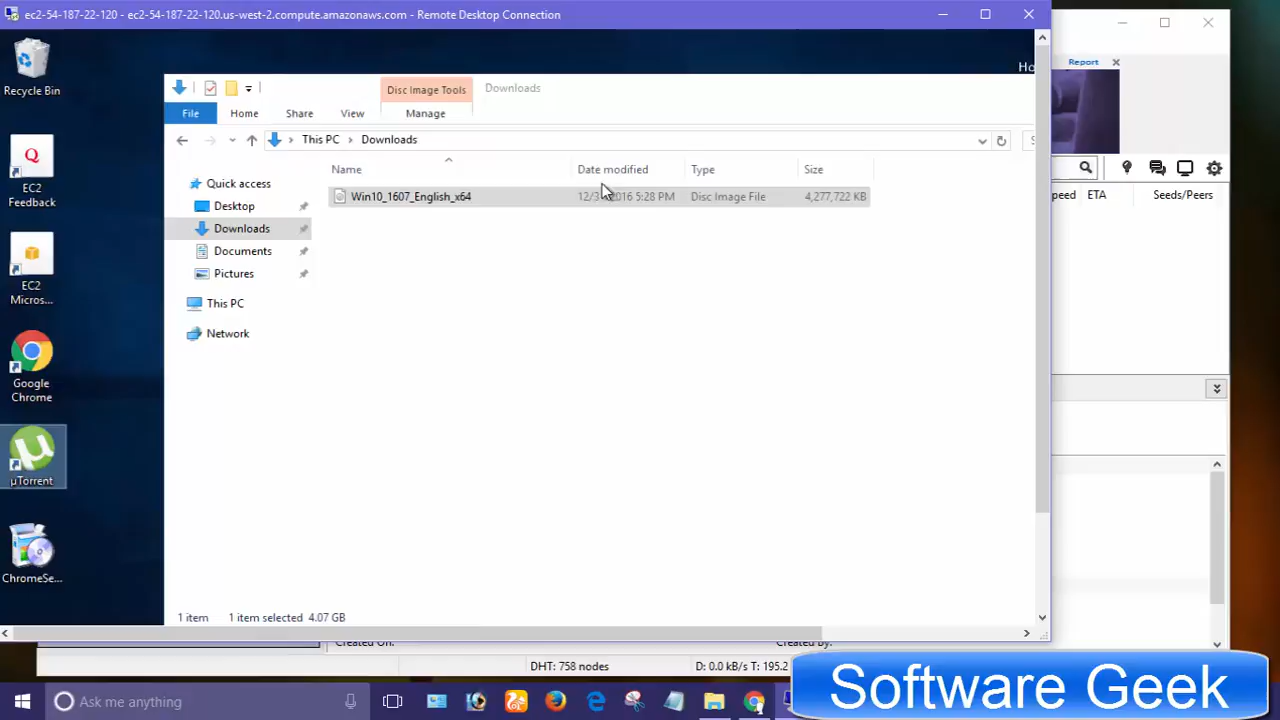 ec2-54-187-22-120 - ec2-54-187-22-120.us-west-2.compute.amazonaws.com - Remote Desktop Connection
Recycle Bin
Disc Image Tools
Downloads
Report
File
Home
Share
View
Manage
This PC
Downloads
Name
Date modified
Type
Size
ETA
Seeds/Peers
Win10_1607_English_x64
2016 5:28 PM
Disc Image File
4,277,722 KB
Quick access
Desktop
Downloads
Documents
Pictures
This PC
Network
EC2
Feedback
EC2
Micros...
Google
Chrome
µTorrent
ChromeSe...
1 item
1 item selected 4.07 GB
DHT: 758 nodes
D: 0.0 kB/s T: 195.2
Ask me anything
Software Geek